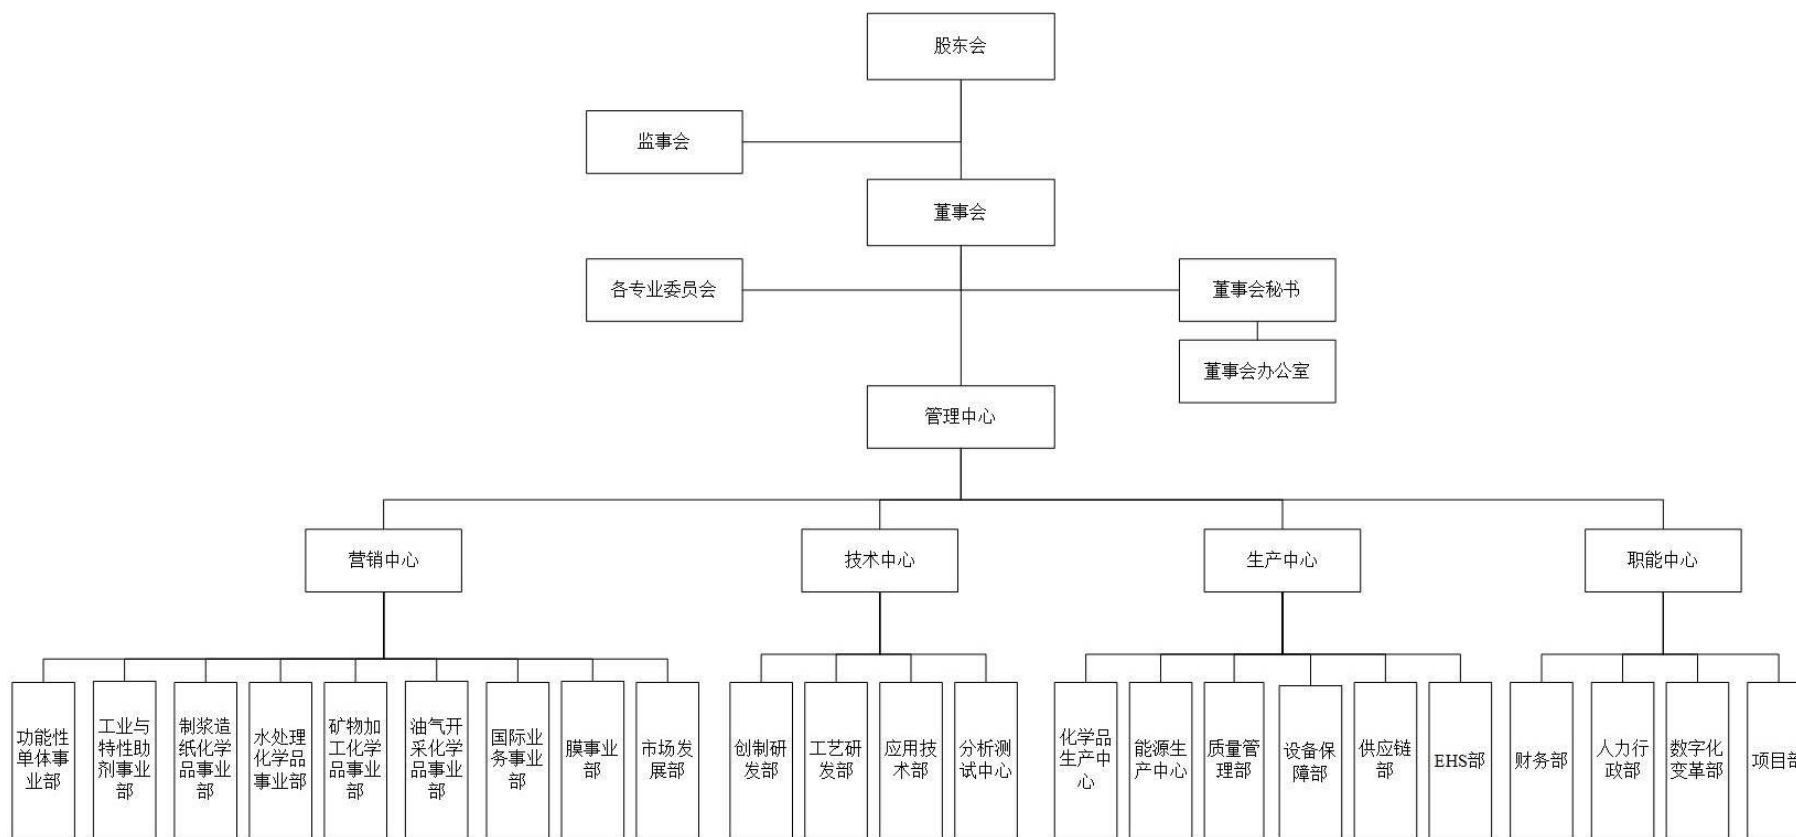 股东会
监事会
董事会
各专业委员会
董事会秘书
董事会办公室
管理中心
营销中心
技术中心
生产中心
职能中心
功能性
单体事
业部
工业与
特性助
剂事业
部
制浆造
纸化学
品事业
部
水处理
化学品
事业部
矿物加
工化学
品事业
部
油气开
采化学
品事业
部
国际业
务事业
部
膜事业
部
市场发
展部
创制研
发部
工艺研
发部
应用技
术部
分析测
试中心
化学品
生产中
心
能源生
产中心
质量管
理部
设备保
障部
供应链
部
EHS部
财务部
人力行
政部
数字化
变革部
项目部